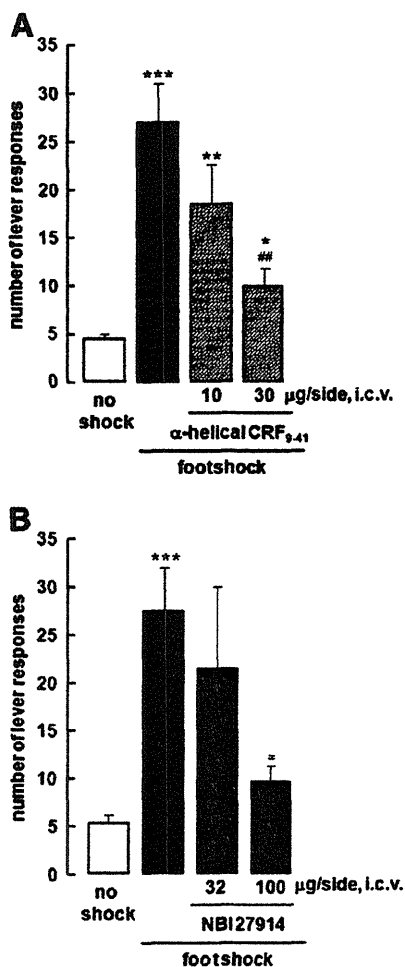 A
number of lever responses
35
30
25
20
15
10
5
0
***
**
*
##
no shock
10 30 µg/side, i.c.v.
α-helical CRF9-41
footshock
B
number of lever responses
35
30
25
20
15
10
5
0
***
no shock
32 100 µg/side, i.c.v.
NBI27914
footshock